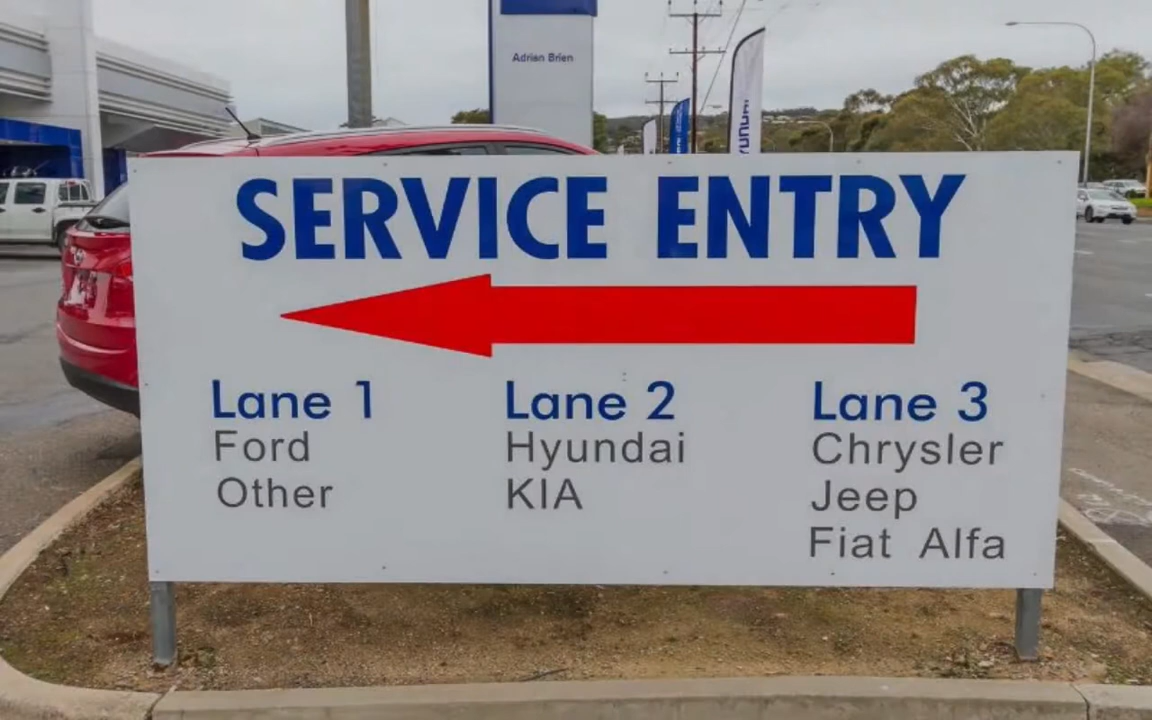 Adrian Brien
SERVICE ENTRY
Lane 1
Ford
Other
Lane 2
Hyundai
KIA
Lane 3
Chrysler
Jeep
Fiat Alfa